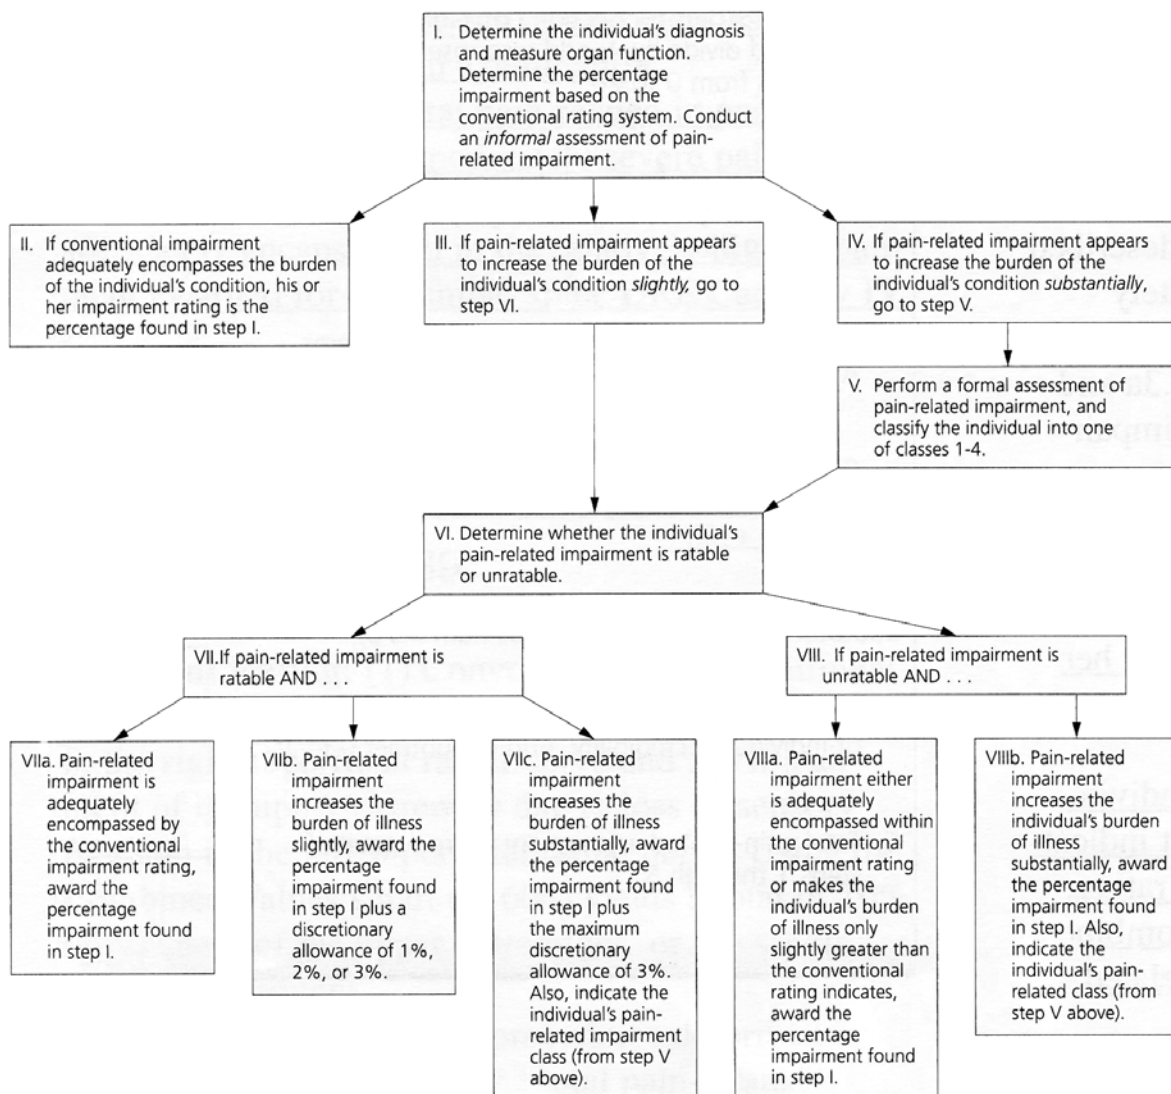 I. Determine the individual's diagnosis
and measure organ function.
Determine the percentage
impairment based on the
conventional rating system. Conduct
an informal assessment of pain-
related impairment.
II. If conventional impairment
adequately encompasses the burden
of the individual's condition, his or
her impairment rating is the
percentage found in step I.
III. If pain-related impairment appears
to increase the burden of the
individual's condition slightly, go to
step VI.
IV. If pain-related impairment appears
to increase the burden of the
individual's condition substantially,
go to step V.
V. Perform a formal assessment of
pain-related impairment, and
classify the individual into one
of classes 1-4.
VI. Determine whether the individual's
pain-related impairment is ratable
or unratable.
VII.If pain-related impairment is
ratable AND . . .
VIII. If pain-related impairment is
unratable AND . . .
VIIa. Pain-related
impairment is
adequately
encompassed by
the conventional
impairment rating,
award the
percentage
impairment found
in step I.
VIIb. Pain-related
impairment
increases the
burden of illness
slightly, award the
percentage
impairment found
in step I plus a
discretionary
allowance of 1%,
2%, or 3%.
VIIc. Pain-related
impairment
increases the
burden of illness
substantially, award
the percentage
impairment found
in step I plus
the maximum
discretionary
allowance of 3%.
Also, indicate the
individual's pain-
related impairment
class (from step V
above).
VIIIa. Pain-related
impairment either
is adequately
encompassed within
the conventional
impairment rating
or makes the
individual's burden
of illness only
slightly greater than
the conventional
rating indicates,
award the
percentage
impairment found
in step I.
VIIIb. Pain-related
impairment
increases the
individual's burden
of illness
substantially, award
the percentage
impairment found
in step I. Also,
indicate the
individual's pain-
related class (from
step V above).